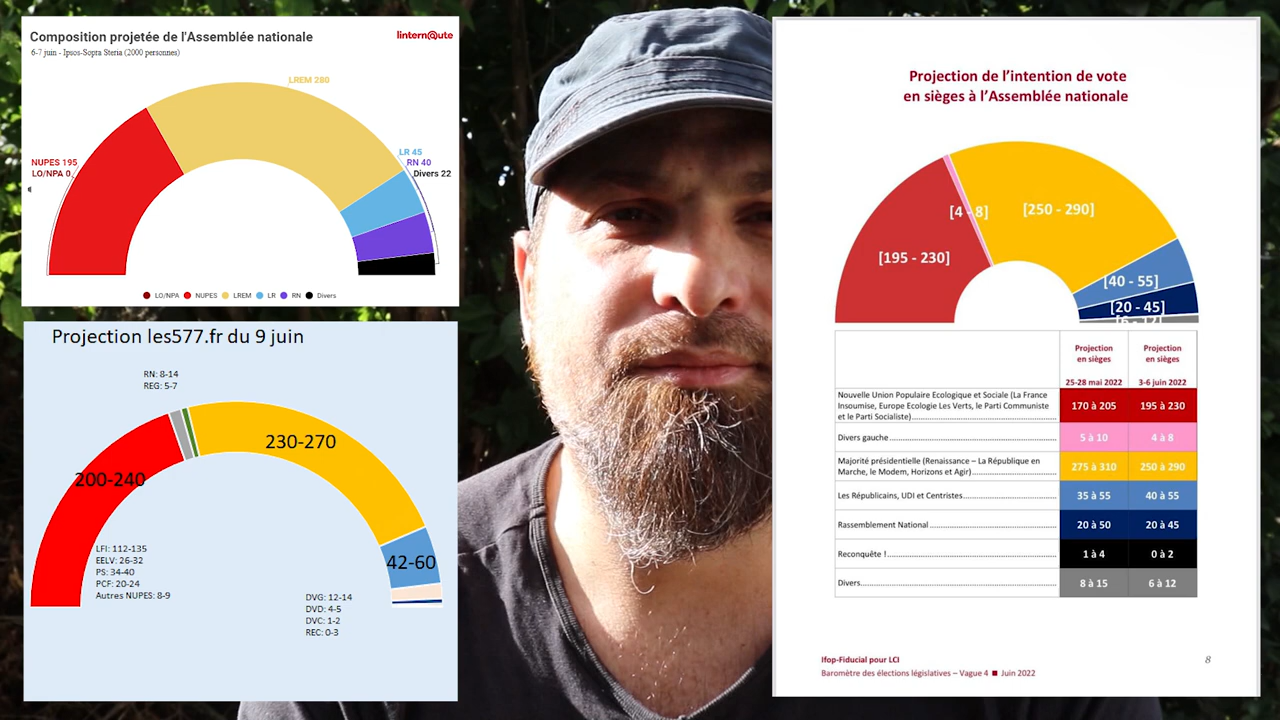 Composition projetée de l'Assemblée nationale
lintern@ute
6-7 juin - Ipsos-Sopra Steria (2000 personnes)
LREM 280
LR 45
NUPES 195
RN 40
LO/NPA 0
Divers 22
LO/NPA NUPES LREM LR RN Divers
Projection les577.fr du 9 juin
RN: 8-14
REG: 5-7
230-270
200-240
42-60
LFI: 112-135
EELV: 26-32
PS: 34-40
PCF: 20-24
Autres NUPES: 8-9
DVG: 12-14
DVD: 4-5
DVC: 1-2
REC: 0-3
Projection de l'intention de vote
en sièges à l'Assemblée nationale
[4 - 8]
[250 - 290]
[195 - 230]
[40 - 55]
[20 - 45]
Projection en sièges 25-28 mai 2022
Projection en sièges 3-6 juin 2022
Nouvelle Union Populaire Ecologique et Sociale (La France
Insoumise, Europe Ecologie Les Verts, le Parti Communiste
et le Parti Socialiste) 170 à 205 195 à 230
Divers gauche 5 à 10 4 à 8
Majorité présidentielle (Renaissance – La République en
Marche, le Modem, Horizons et Agir) 275 à 310 250 à 290
Les Républicains, UDI et Centristes 35 à 55 40 à 55
Rassemblement National 20 à 50 20 à 45
Reconquête ! 1 à 4 0 à 2
Divers 8 à 15 6 à 12
Ifop-Fiducial pour LCI
8
Baromètre des élections législatives – Vague 4 ■ Juin 2022